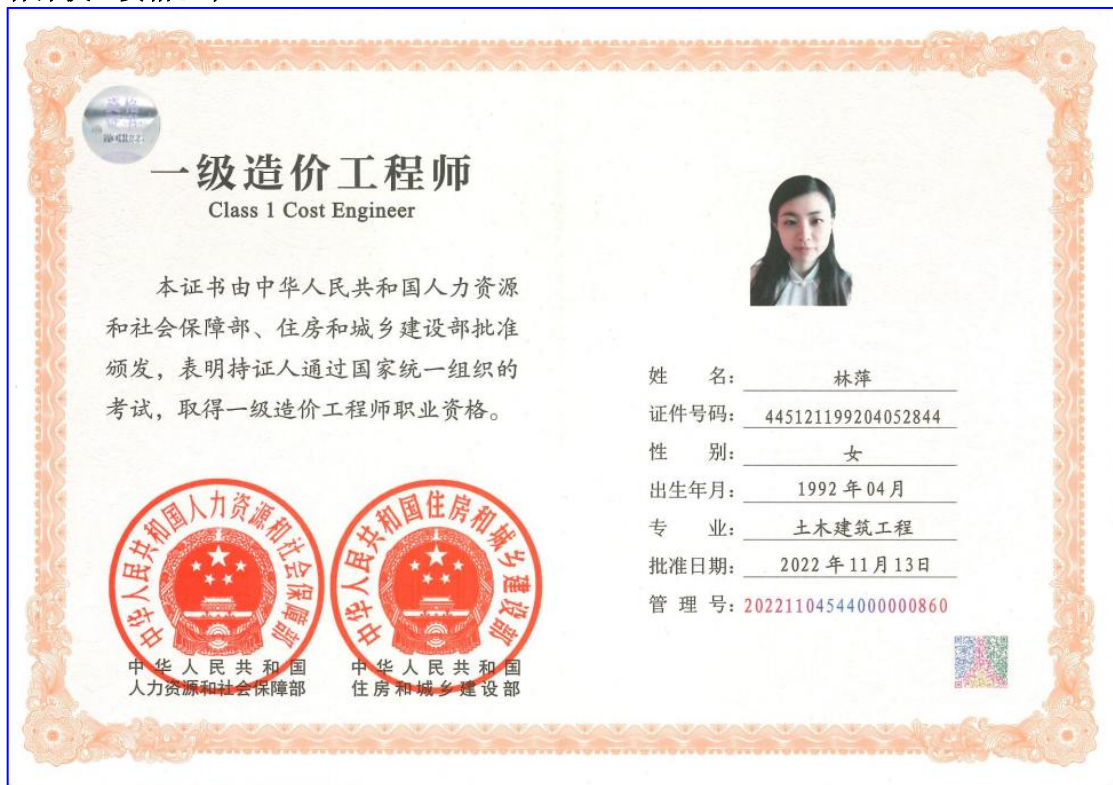 一级造价工程师
Class 1 Cost Engineer
本证书由中华人民共和国人力资源
和社会保障部、住房和城乡建设部批准
颁发，表明持证人通过国家统一组织的
考试，取得一级造价工程师职业资格。
中华人民共和国人力资源和社会保障部
中华人民共和国住房和城乡建设部
中华人民共和国
人力资源和社会保障部
中华人民共和国
住房和城乡建设部
姓 名： 林萍
证件号码： 445121199204052844
性 别： 女
出生年月： 1992年04月
专 业： 土木建筑工程
批准日期： 2022年11月13日
管 理 号： 20221104544000000860